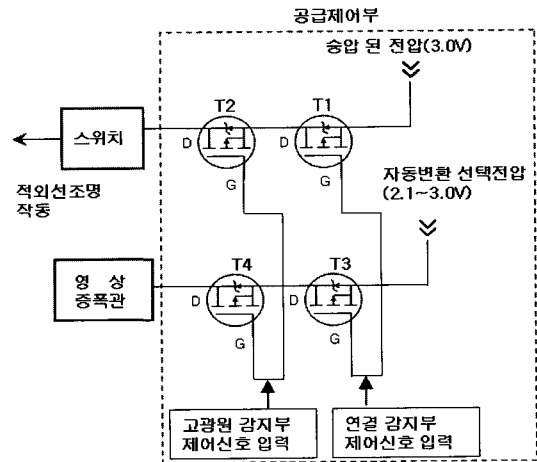 공급제어부
승압 된 전압(3.0V)
T2
T1
스위치
D
D
G
G
적외선조명
작동
자동변환 선택전압
(2.1~3.0V)
T4
T3
영 상
증폭관
D
D
G
G
고광원 감지부
제어신호 입력
연결 감지부
제어신호 입력